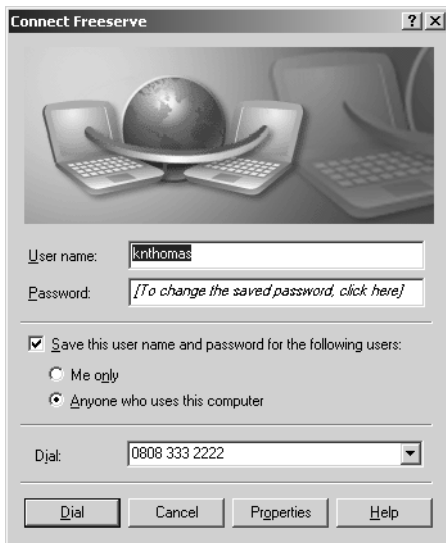 Connect Freeserve
User name: knthomas
Password: [To change the saved password, click here]
Save this user name and password for the following users:
Me only
Anyone who uses this computer
Dial: 0808 333 2222
Dial Cancel Properties Help